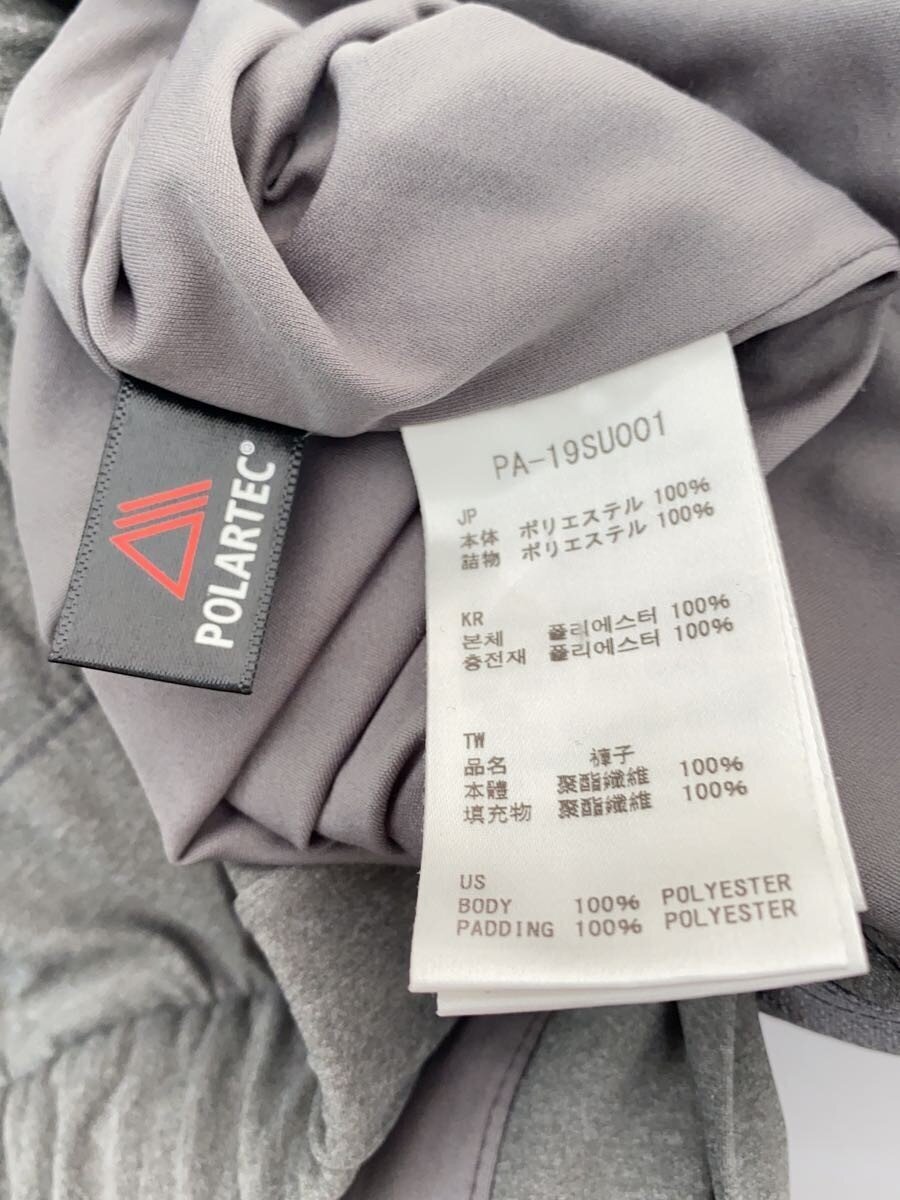 POLARTEC®
PA-19SU001
JP
本体 ポリエステル 100%
詰物 ポリエステル 100%
KR
본체 폴리에스터 100%
충전재 폴리에스터 100%
TW
品名 褲子
本體 聚酯纖維 100%
填充物 聚酯纖維 100%
US
BODY 100% POLYESTER
PADDING 100% POLYESTER